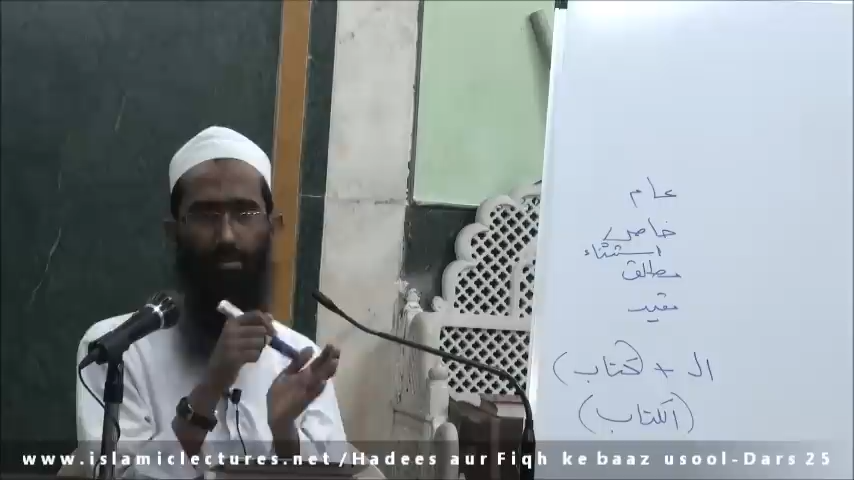 عام
خاص
استثناء
مطلق
مقید
ال + (کتاب)
(الکتاب)
www.islamiclectures.net/Hadees aur Fiqh ke baaz usool-Dars 25